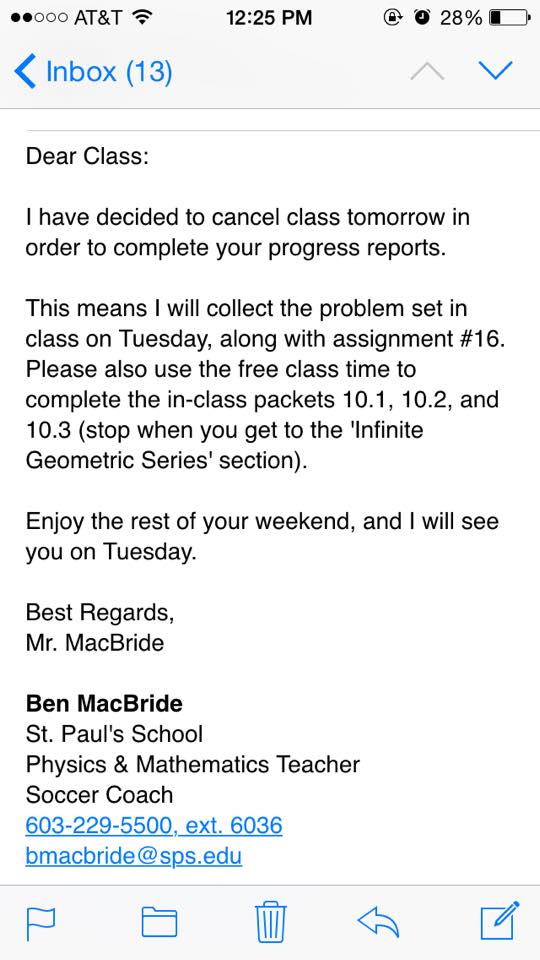 AT&T 12:25 PM 28%
Inbox (13)
Dear Class:
I have decided to cancel class tomorrow in
order to complete your progress reports.
This means I will collect the problem set in
class on Tuesday, along with assignment #16.
Please also use the free class time to
complete the in-class packets 10.1, 10.2, and
10.3 (stop when you get to the 'Infinite
Geometric Series' section).
Enjoy the rest of your weekend, and I will see
you on Tuesday.
Best Regards,
Mr. MacBride
Ben MacBride
St. Paul's School
Physics & Mathematics Teacher
Soccer Coach
603-229-5500, ext. 6036
bmacbride@sps.edu